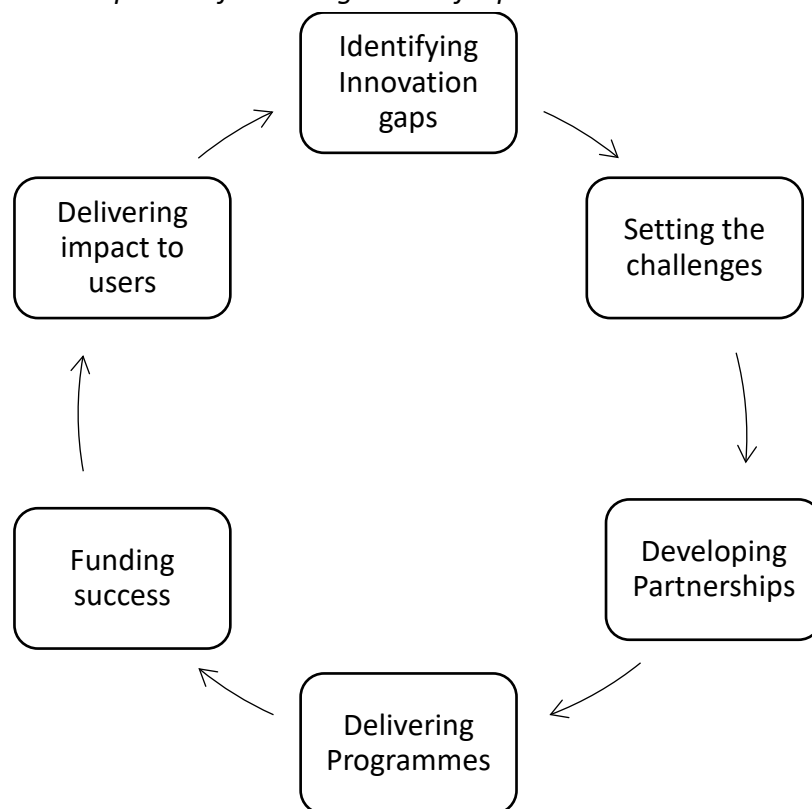 Identifying
Innovation
gaps
Setting the
challenges
Developing
Partnerships
Delivering
Programmes
Funding
success
Delivering
impact to
users